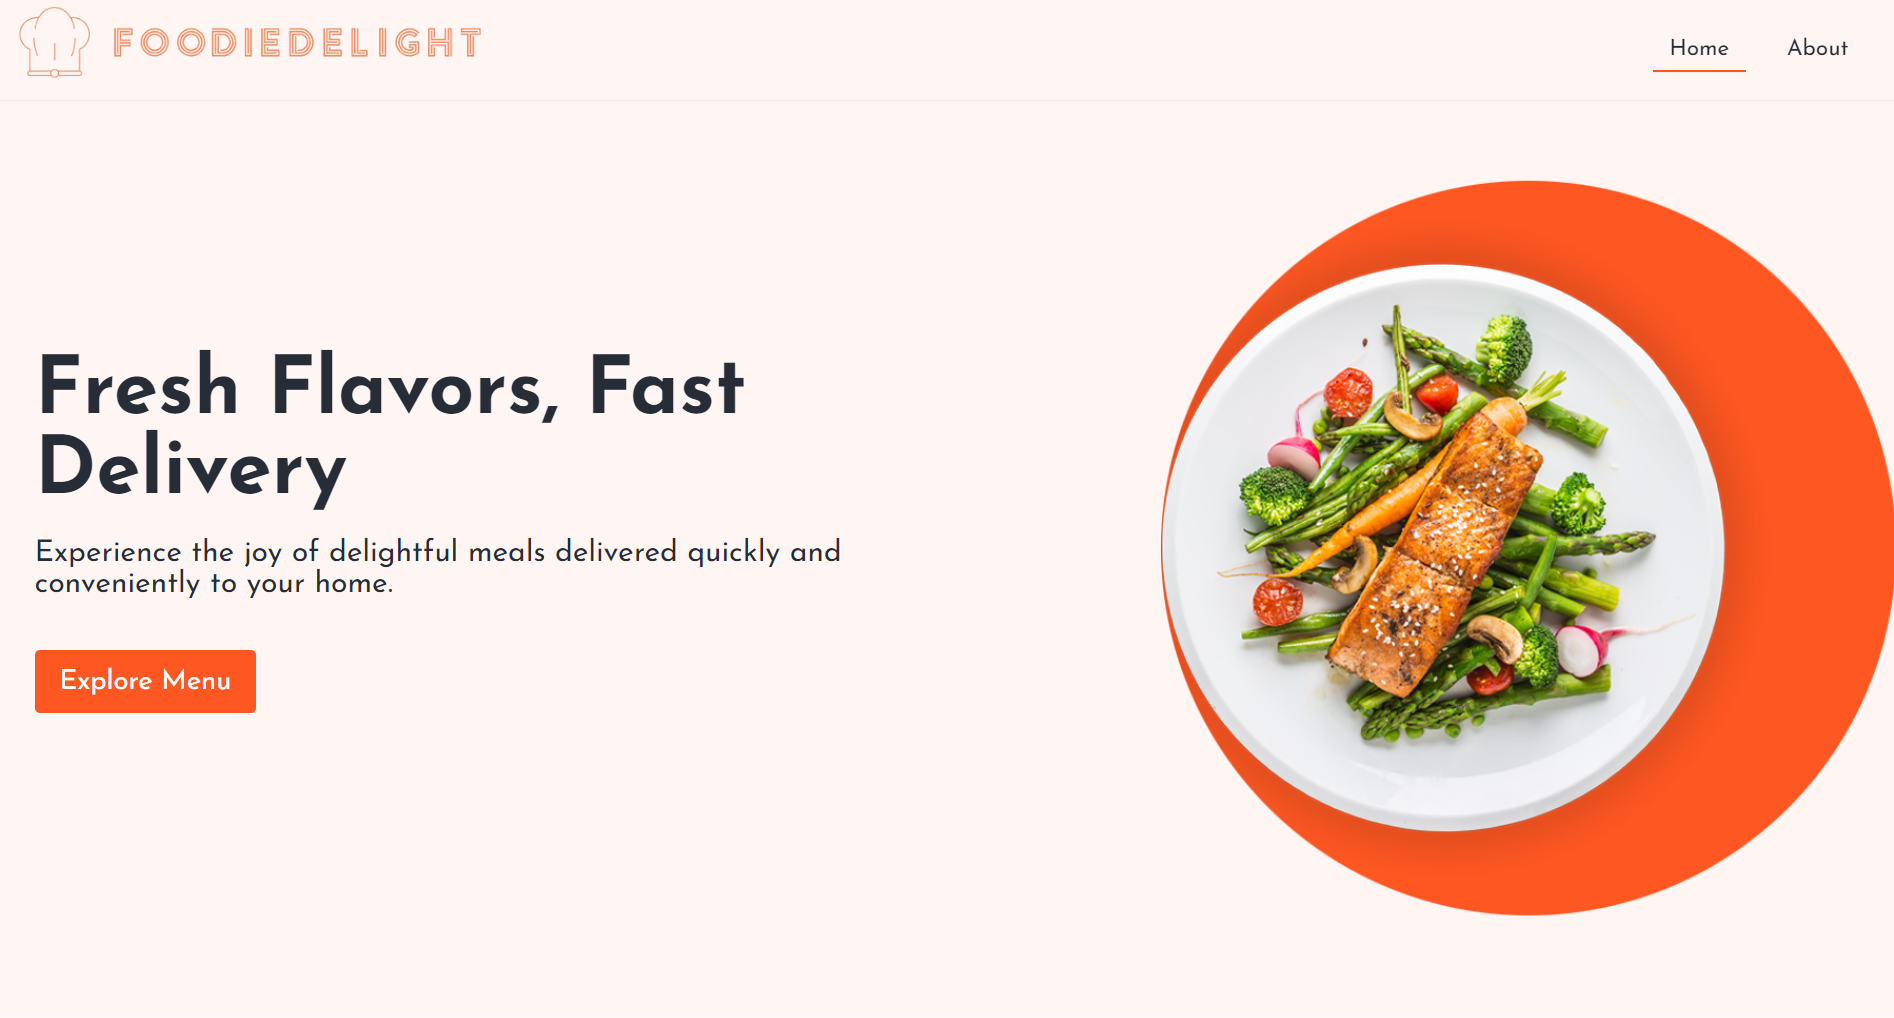 FOODIEDELIGHT
Home
About
Fresh Flavors, Fast
Delivery
Experience the joy of delightful meals delivered quickly and
conveniently to your home.
Explore Menu